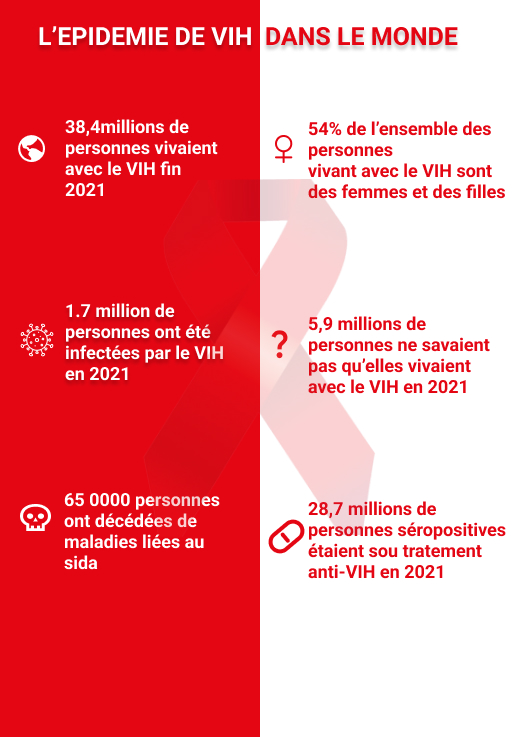 L'EPIDEMIE DE VIH DANS LE MONDE
38,4millions de
personnes vivaient
avec le VIH fin
2021
54% de l'ensemble des
personnes
vivant avec le VIH sont
des femmes et des filles
1.7 million de
personnes ont été
infectées par le VIH
en 2021
?
5,9 millions de
personnes ne savaient
pas qu'elles vivaient
avec le VIH en 2021
65 0000 personnes
ont décédées de
maladies liées au
sida
28,7 millions de
personnes séropositives
étaient sou tratement
anti-VIH en 2021